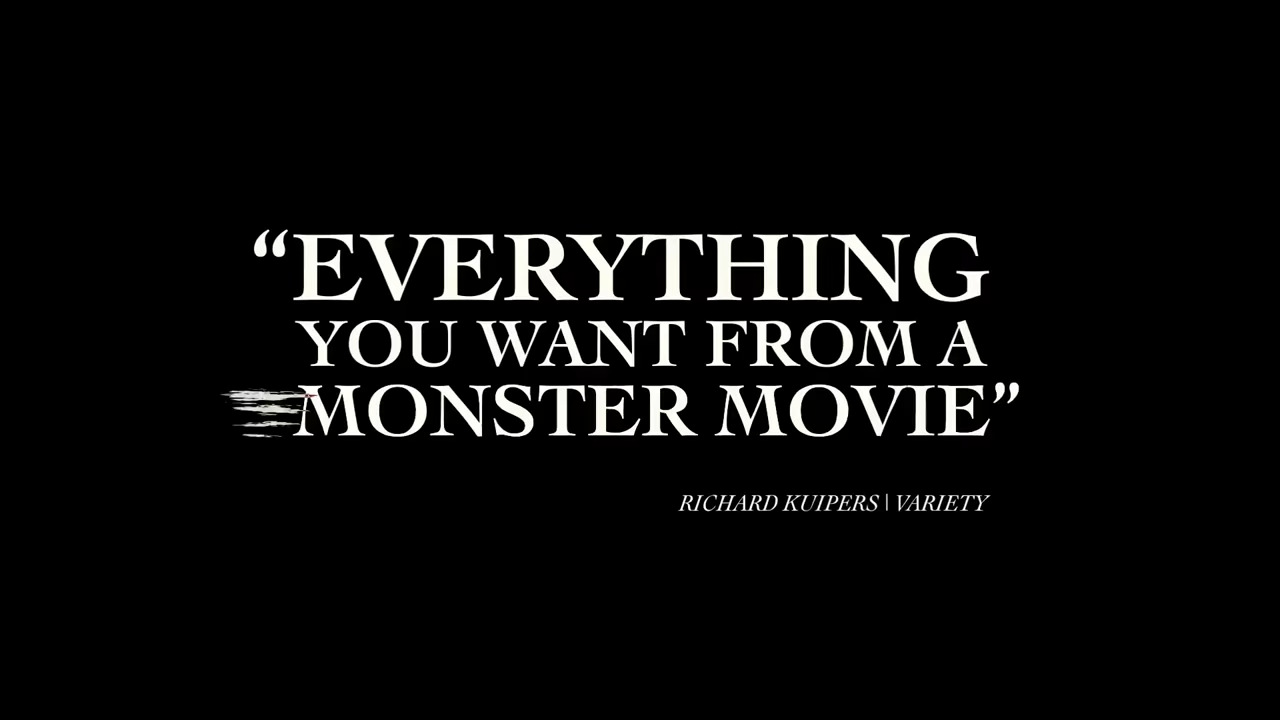 “EVERYTHING
YOU WANT FROM A
MONSTER MOVIE”
RICHARD KUIPERS | VARIETY